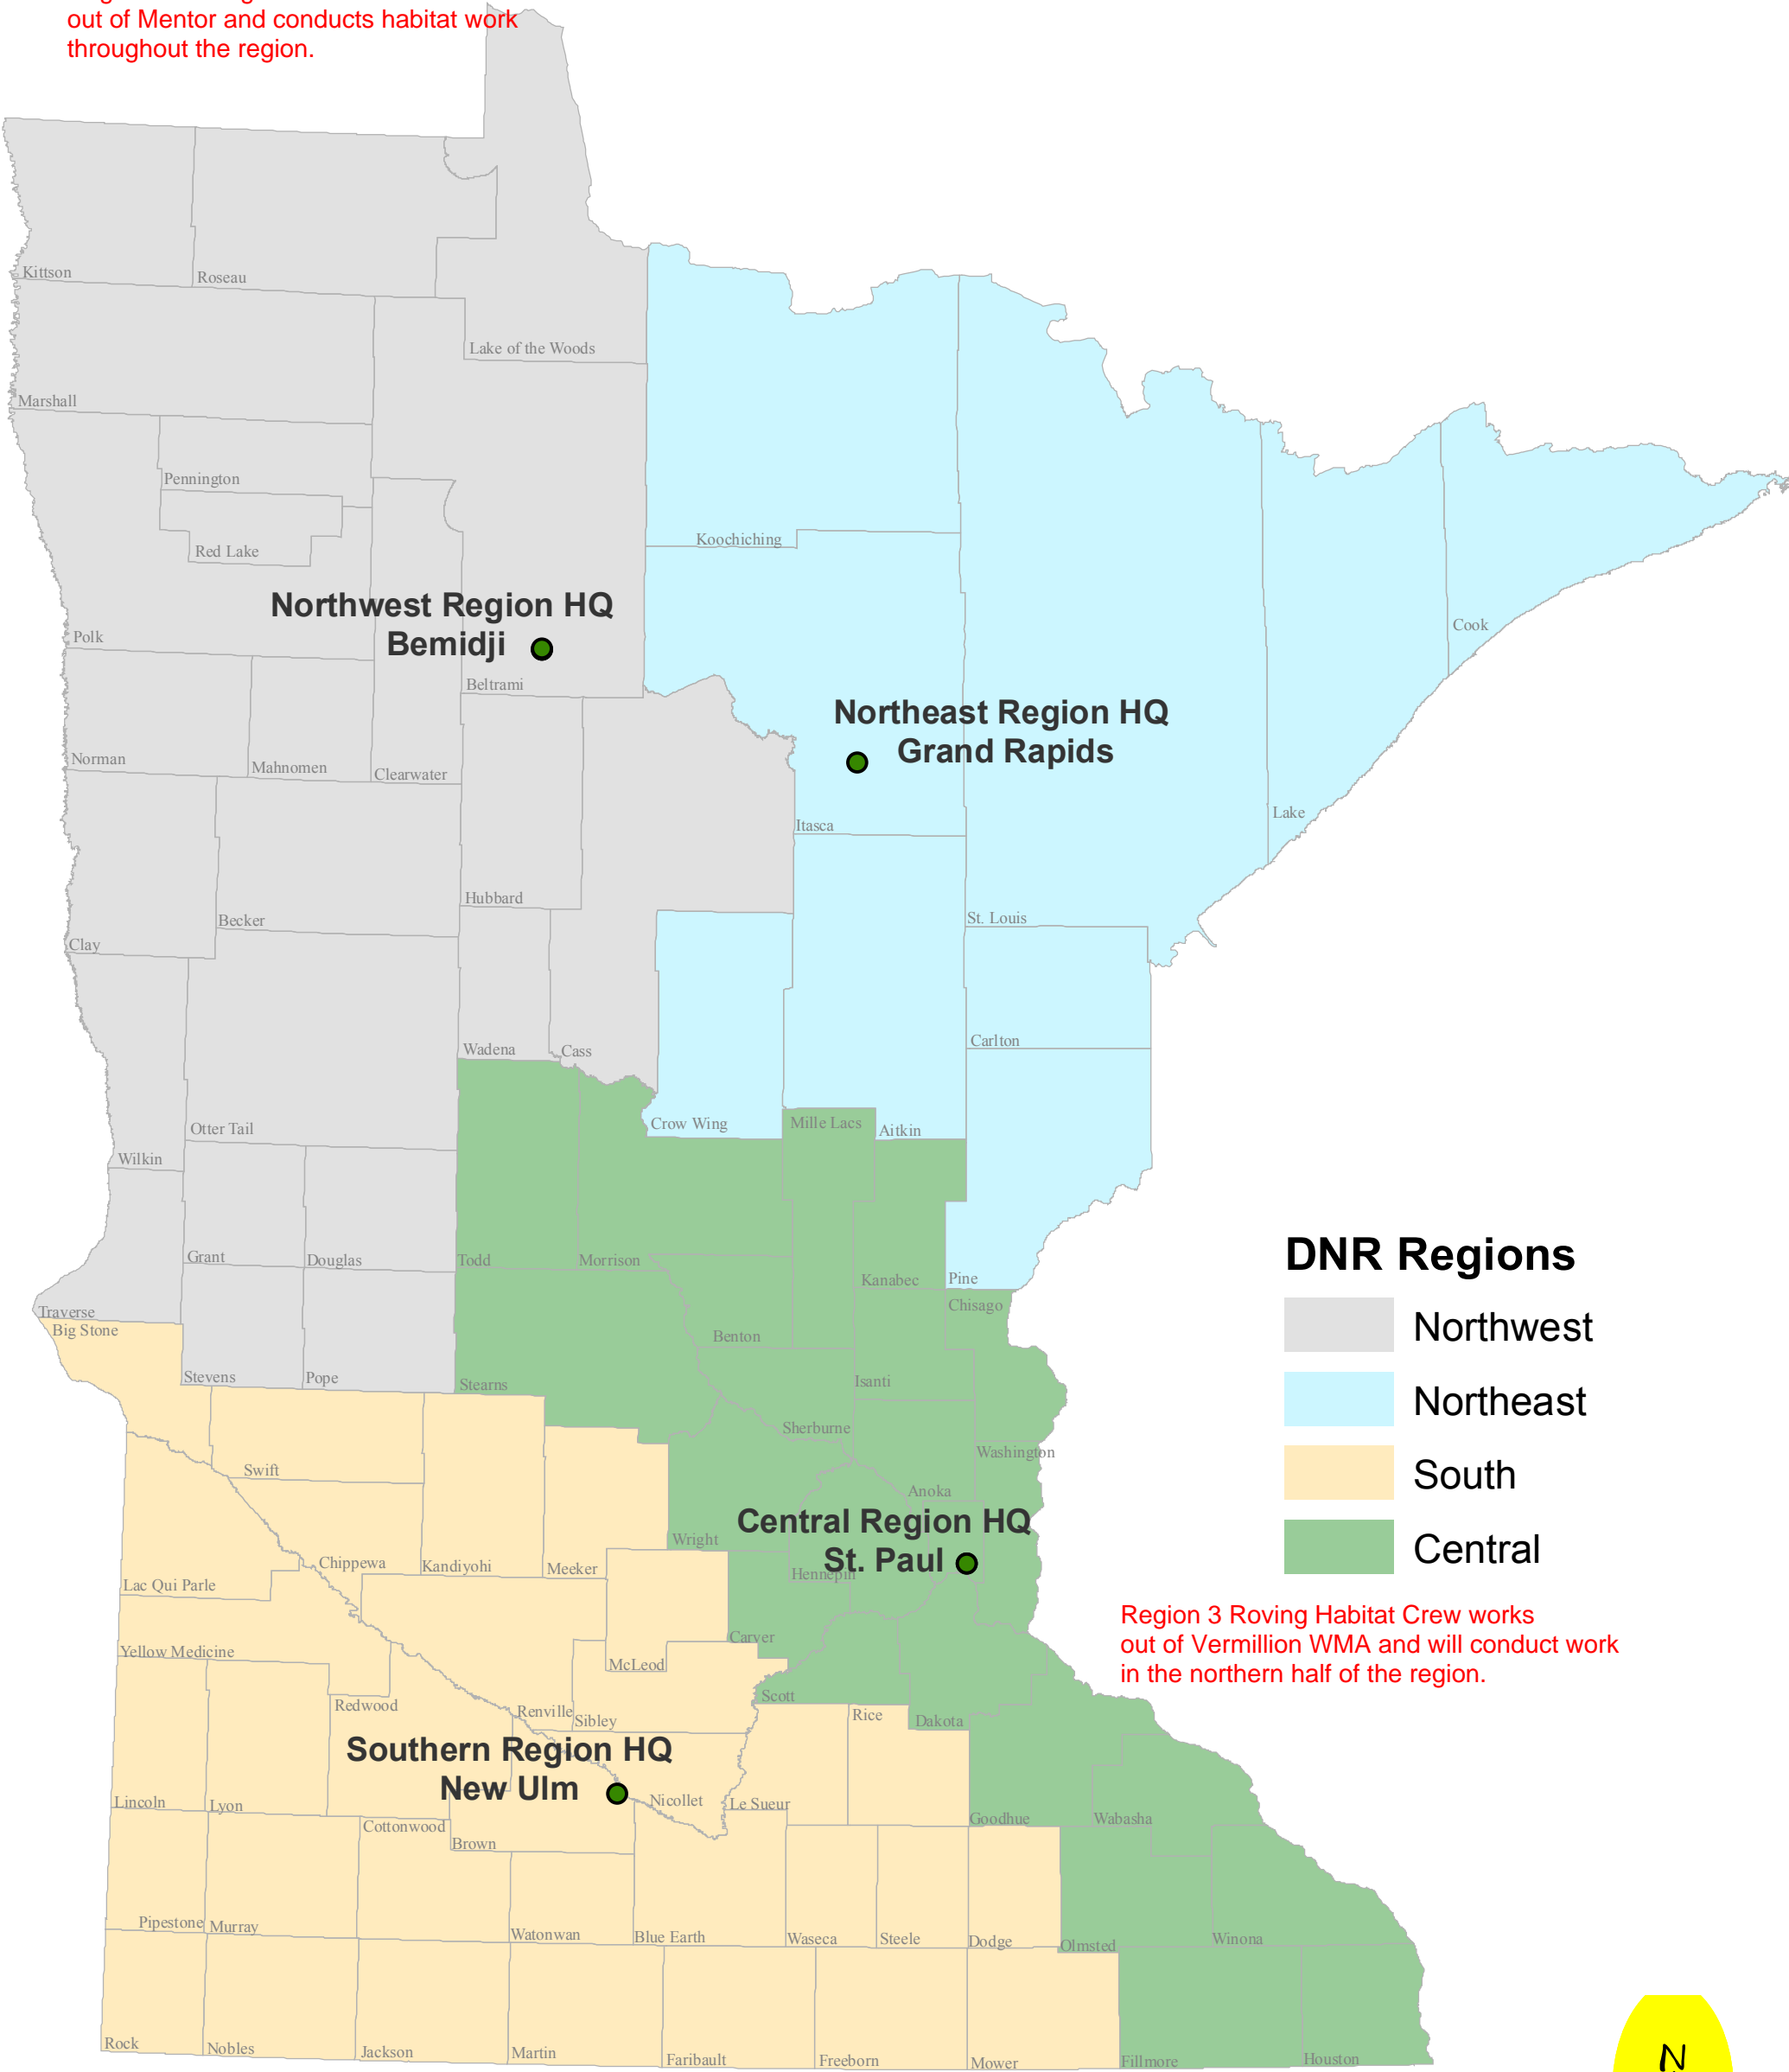 out of Mentor and conducts habitat work
throughout the region.
Kittson
Roseau
Lake of the Woods
Marshall
Pennington
Koochiching
Red Lake
Northwest Region HQ
Bemidji
Polk
Cook
Beltrami
Northeast Region HQ
Grand Rapids
Norman
Mahnomen
Clearwater
Lake
Itasca
Hubbard
Becker
St. Louis
Clay
Carlton
Wadena
Cass
Crow Wing
Mille Lacs
Aitkin
Otter Tail
Wilkin
DNR Regions
Grant
Douglas
Todd
Morrison
Kanabec
Pine
Chisago
Traverse
Big Stone
Northwest
Benton
Stevens
Pope
Stearns
Isanti
Northeast
Sherburne
Washington
Swift
South
Anoka
Central Region HQ
St. Paul
Wright
Central
Chippewa
Kandiyohi
Meeker
Hennepin
Lac Qui Parle
Region 3 Roving Habitat Crew works
out of Vermillion WMA and will conduct work
in the northern half of the region.
Carver
Yellow Medicine
McLeod
Scott
Redwood
Renville
Sibley
Rice
Dakota
Southern Region HQ
New Ulm
Lincoln
Lyon
Nicollet
Le Sueur
Goodhue
Wabasha
Cottonwood
Brown
Pipestone
Murray
Watonwan
Blue Earth
Waseca
Steele
Dodge
Olmsted
Winona
Rock
Nobles
Jackson
Martin
Faribault
Freeborn
Mower
Fillmore
Houston
N